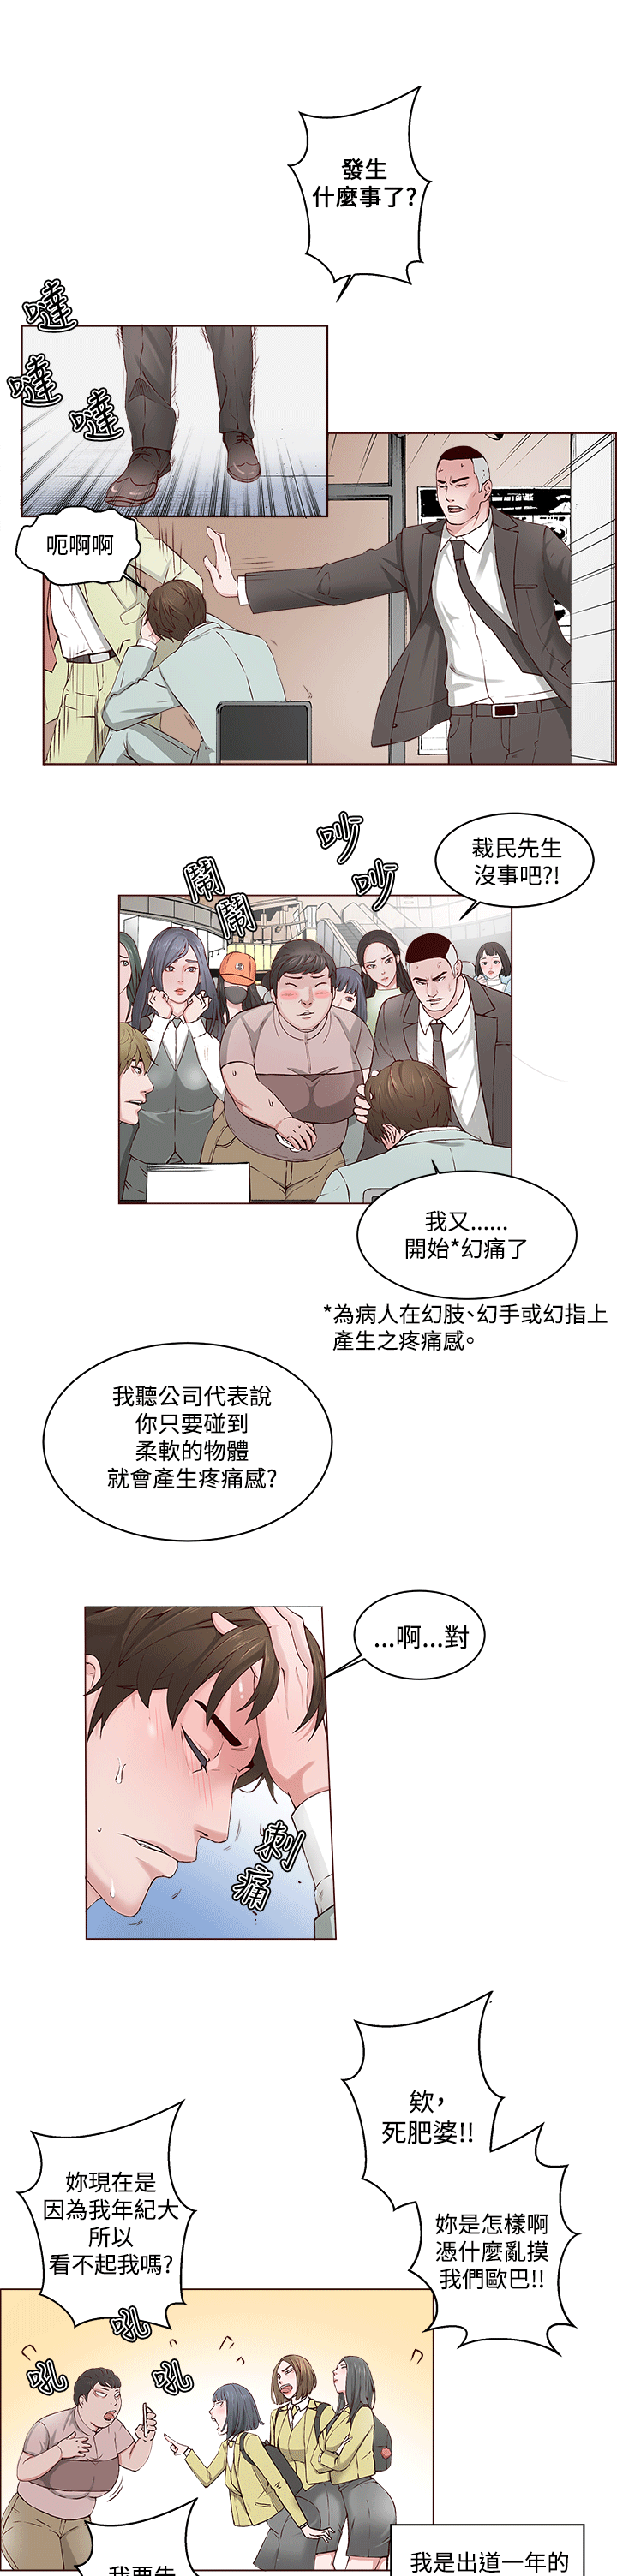 發生
什麼事了?
噠
噠
噠
呃啊啊
裁民先生
沒事吧?!
吵
吵
鬧
鬧
我又......
開始*幻痛了
*為病人在幻肢、幻手或幻指上
產生之疼痛感。
我聽公司代表說
你只要碰到
柔軟的物體
就會產生疼痛感?
...啊...對
刺
痛
欸，
死肥婆!!
妳是怎樣啊
憑什麼亂摸
我們歐巴!!
妳現在是
因為我年紀大
所以
看不起我嗎?
吼
吼
吼
吼
我要告
我是出道一年的